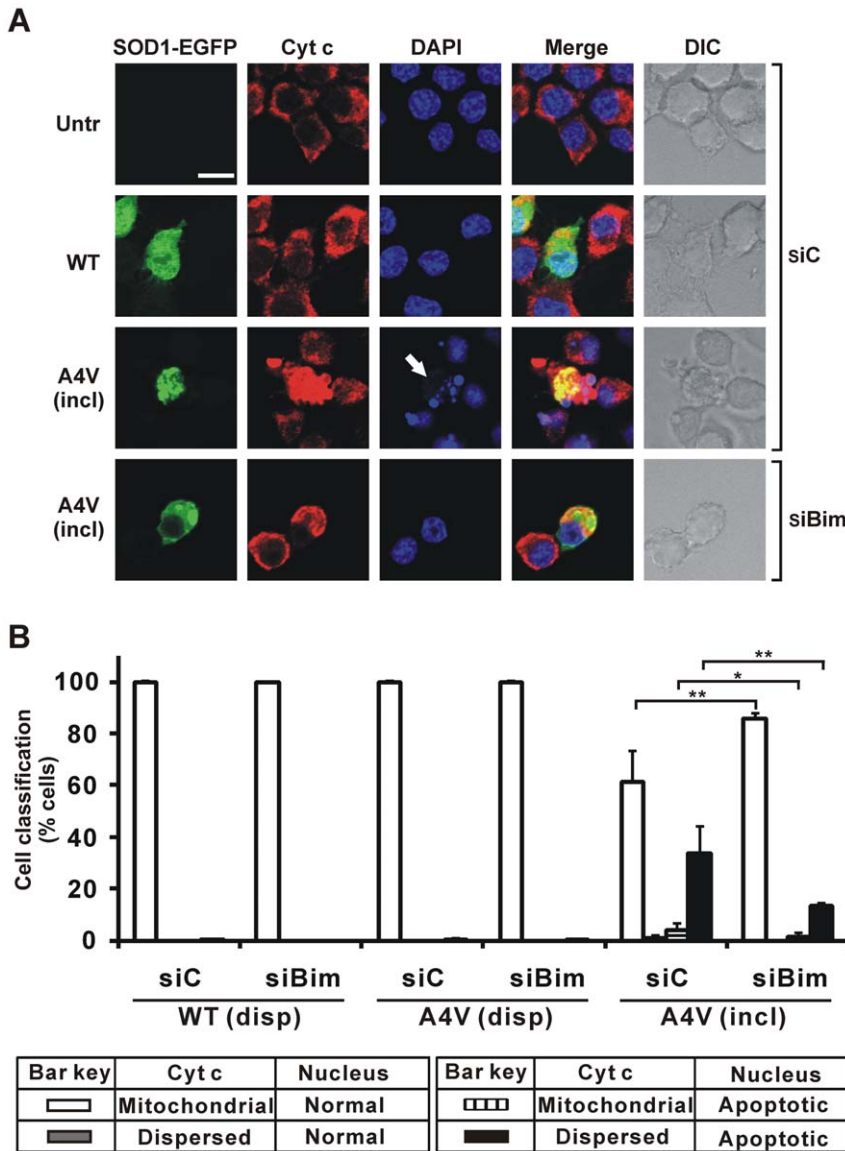 A
SOD1-EGFP Cyt c DAPI Merge DIC
Untr
WT
siC
A4V
(incl)
A4V
(incl)
siBim
B
** 
* 
**
Cell classification
(% cells)
100
80
60
40
20
0
siC siBim siC siBim siC siBim
WT (disp) A4V (disp) A4V (incl)
Bar key Cyt c Nucleus Bar key Cyt c Nucleus
Mitochondrial Normal Mitochondrial Apoptotic
Dispersed Normal Dispersed Apoptotic